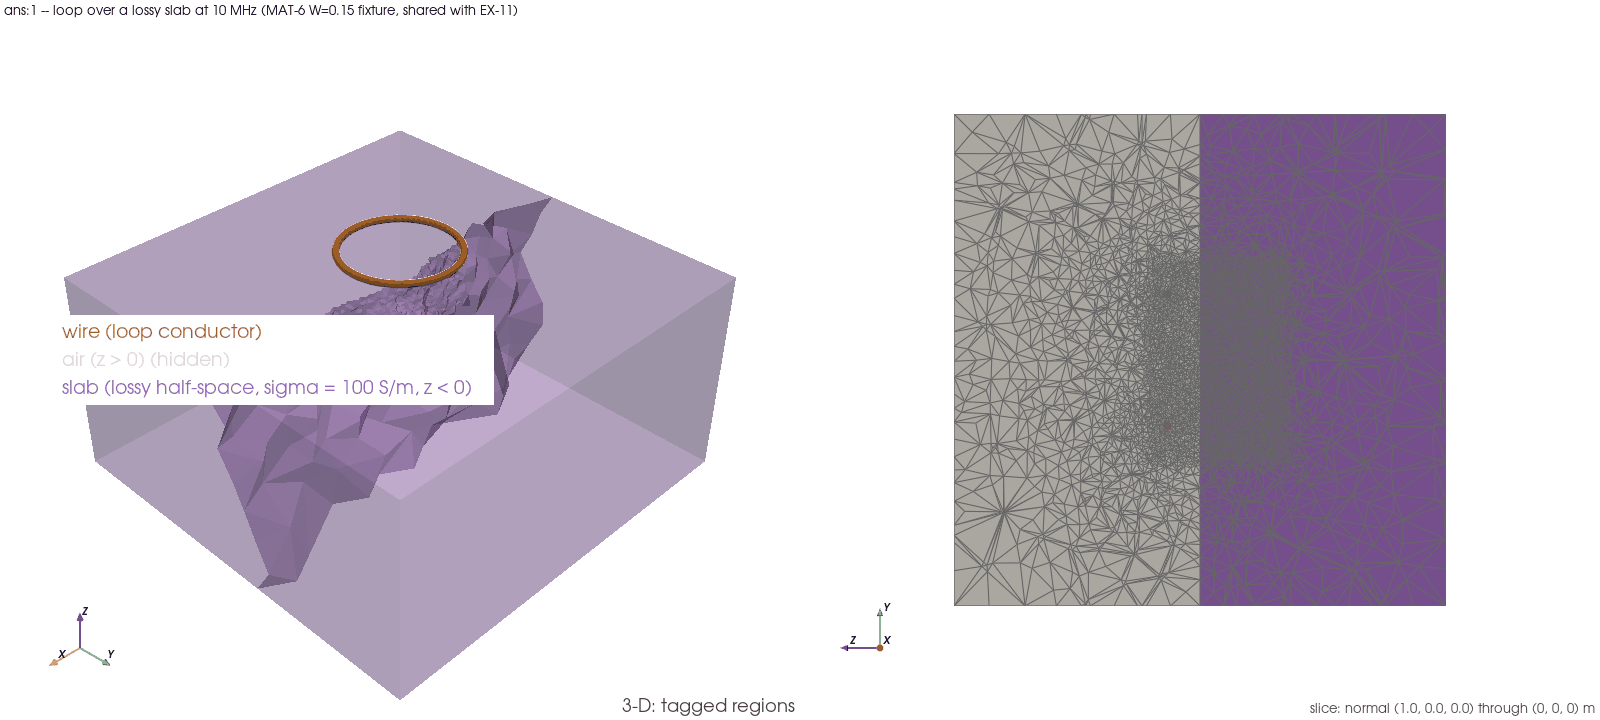 ans:1 -- loop over a lossy slab at 10 MHz (MAT-6 W=0.15 fixture, shared with EX-11)
wire (loop conductor)
air (z > 0) (hidden)
slab (lossy half-space, sigma = 100 S/m, z < 0)
Z
X
Y
Y
Z
X
3-D: tagged regions
slice: normal (1.0, 0.0, 0.0) through (0, 0, 0) m